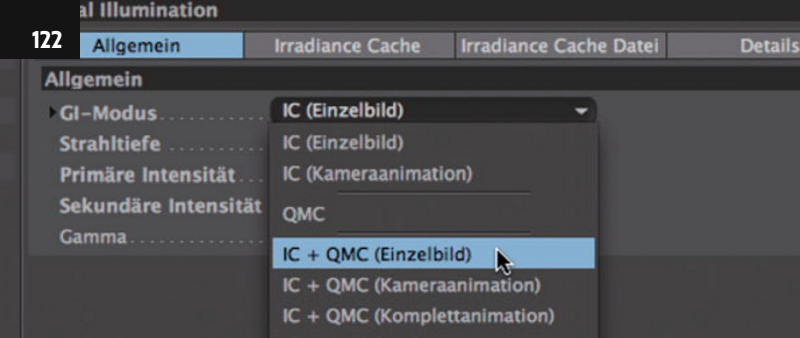 al Illumination
122
Allgemein Irradiance Cache Irradiance Cache Datei Details
Allgemein
GI-Modus IC (Einzelbild)
Strahltiefe IC (Einzelbild)
Primäre Intensität IC (Kameraanimation)
Sekundäre Intensität QMC
Gamma IC + QMC (Einzelbild)
IC + QMC (Kameraanimation)
IC + QMC (Komplettanimation)